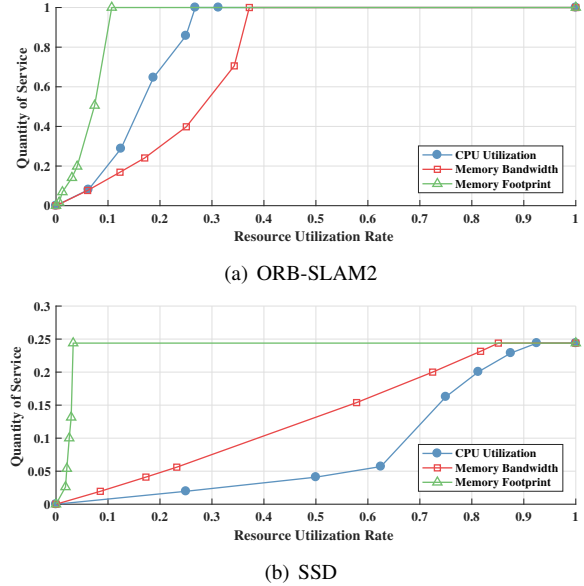 1
0.8
0.6
0.4
0.2
0
Quantity of Service
0 0.1 0.2 0.3 0.4 0.5 0.6 0.7 0.8 0.9 1
Resource Utilization Rate
CPU Utilization
Memory Bandwidth
Memory Footprint
(a) ORB-SLAM2
0.3
0.25
0.2
0.15
0.1
0.05
0
Quantity of Service
0 0.1 0.2 0.3 0.4 0.5 0.6 0.7 0.8 0.9 1
Resource Utilization Rate
CPU Utilization
Memory Bandwidth
Memory Footprint
(b) SSD